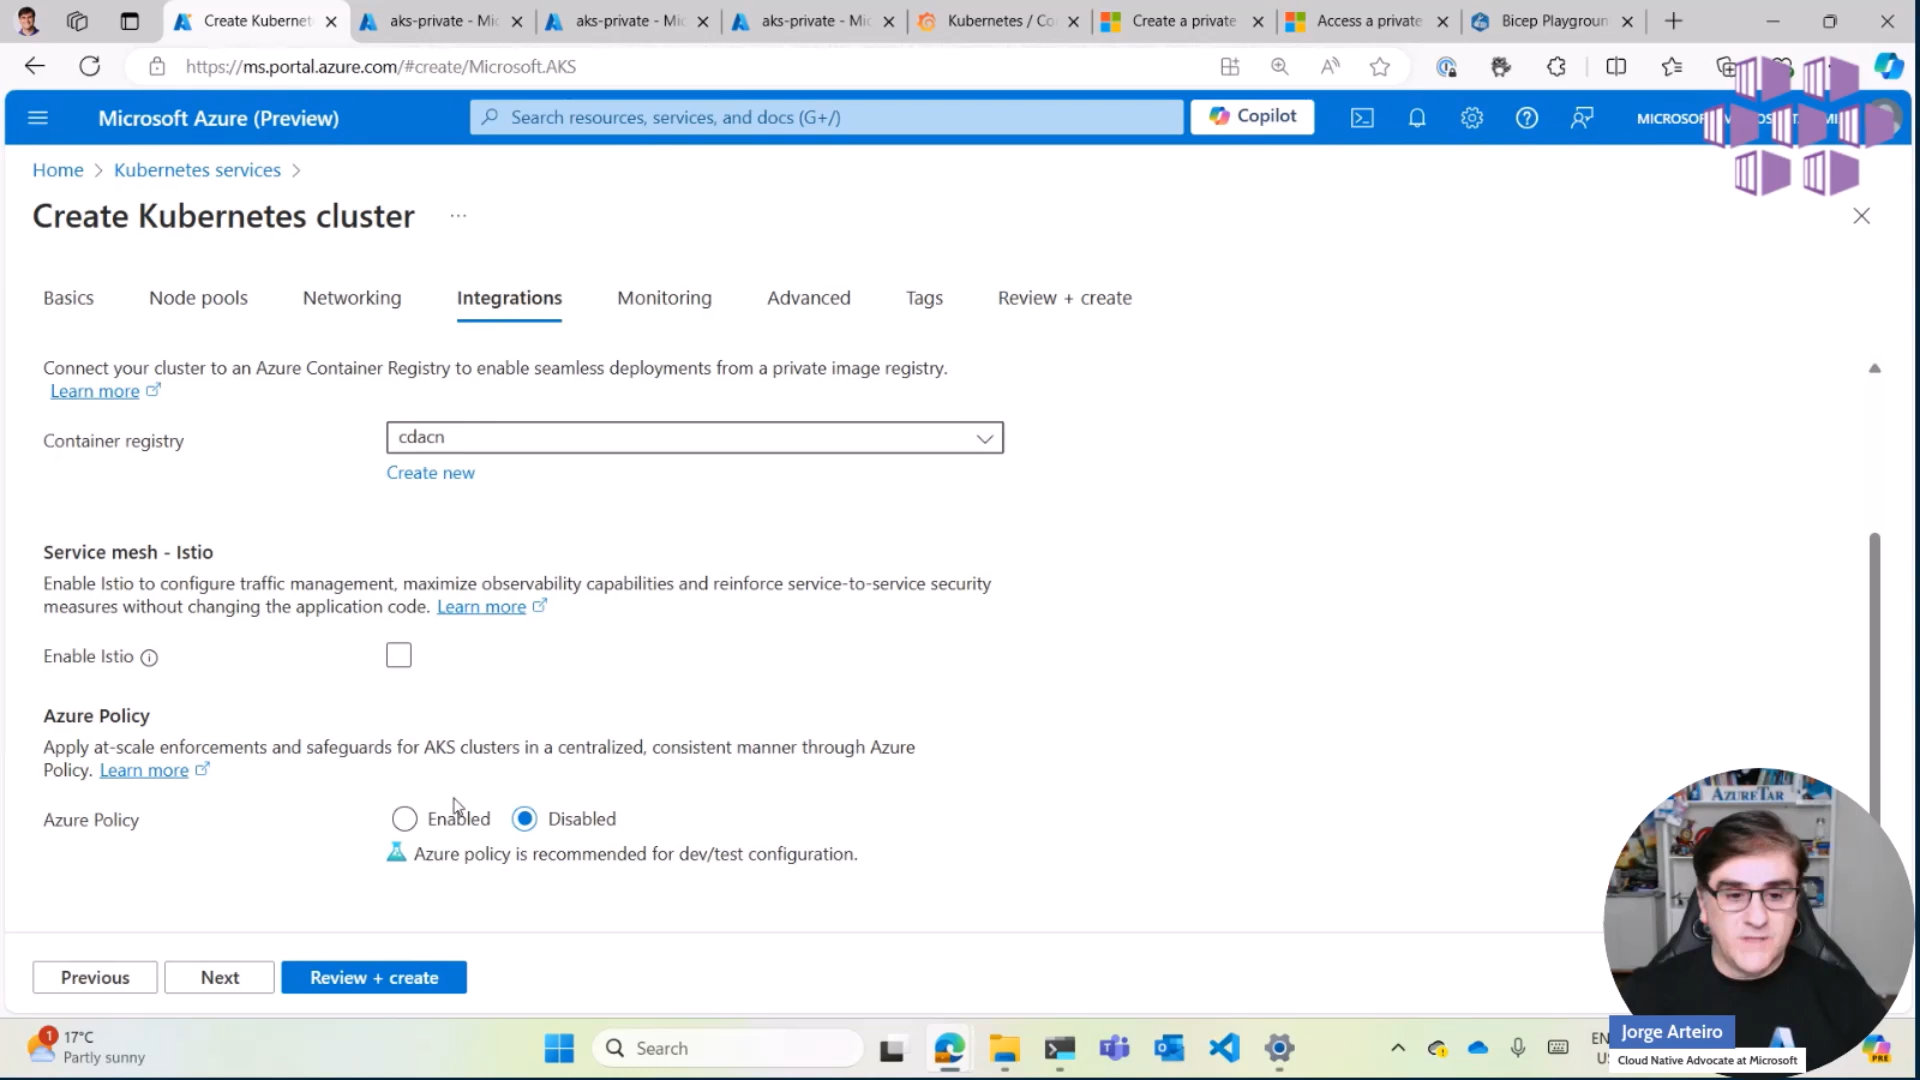 Create Kubernet
aks-private - Mic
aks-private - Mic
aks-private - Mic
Kubernetes / Co
Create a private
Access a private
Bicep Playgroun
https://ms.portal.azure.com/#create/Microsoft.AKS
Microsoft Azure (Preview)
Search resources, services, and docs (G+/)
Copilot
Home > Kubernetes services >
Create Kubernetes cluster
Basics
Node pools
Networking
Integrations
Monitoring
Advanced
Tags
Review + create
Connect your cluster to an Azure Container Registry to enable seamless deployments from a private image registry.
Learn more
Container registry
cdacn
Create new
Service mesh - Istio
Enable Istio to configure traffic management, maximize observability capabilities and reinforce service-to-service security
measures without changing the application code. Learn more
Enable Istio
Azure Policy
Apply at-scale enforcements and safeguards for AKS clusters in a centralized, consistent manner through Azure
Policy. Learn more
Azure Policy
Enabled
Disabled
Azure policy is recommended for dev/test configuration.
Previous
Next
Review + create
AZURETAR
Jorge Arteiro
Cloud Native Advocate at Microsoft
1
17°C
Partly sunny
Search
PRE